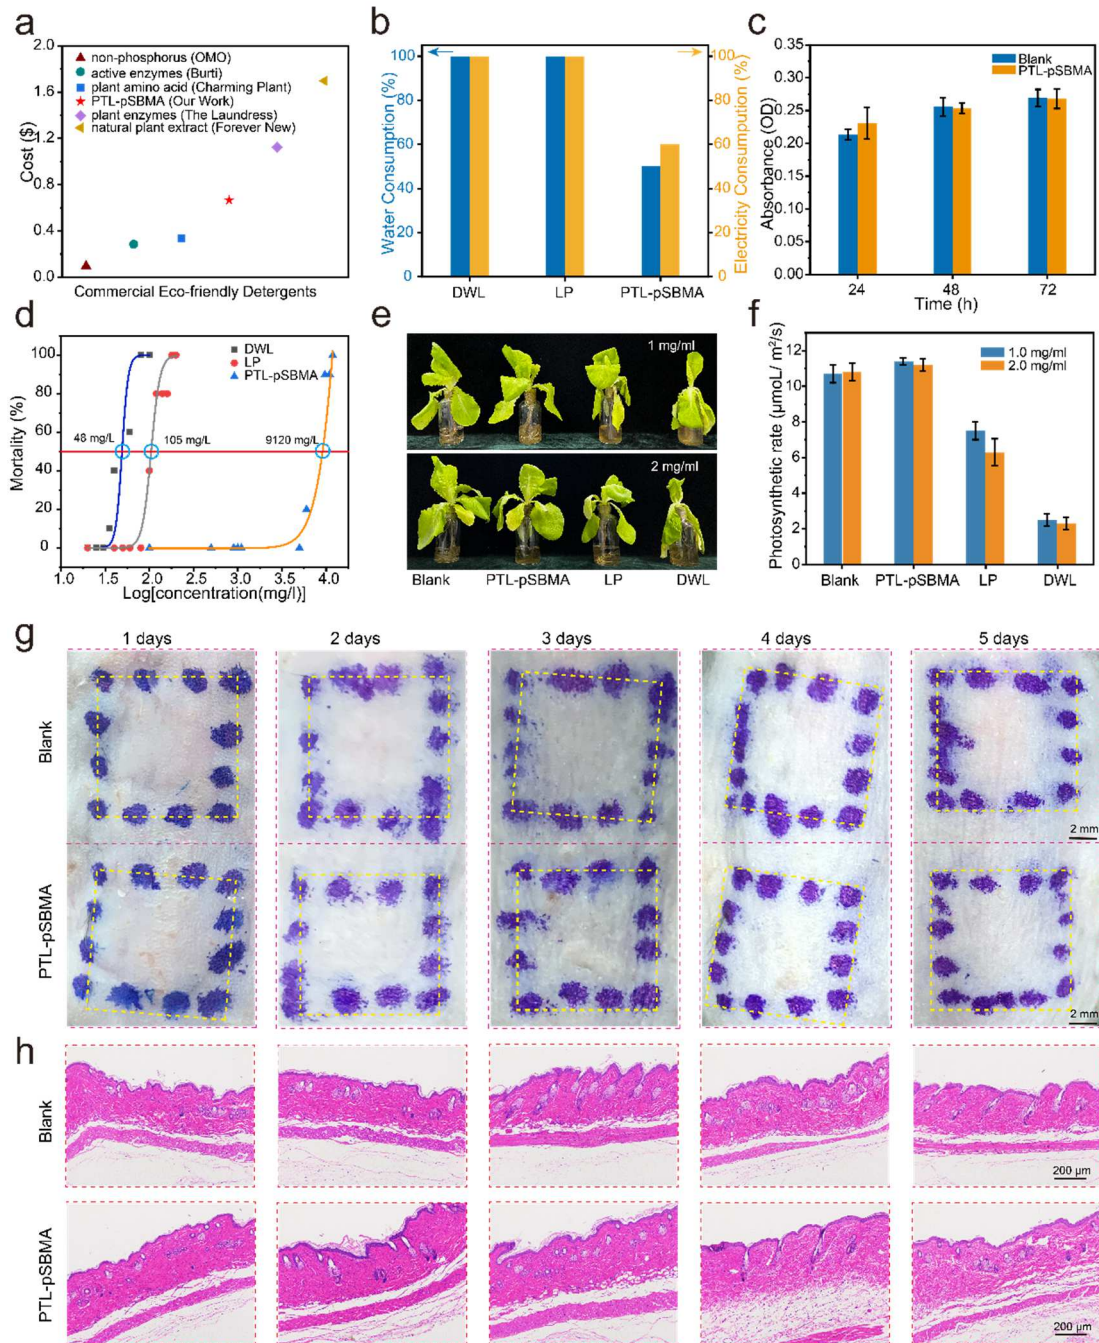 a
2.0
1.6
1.2
0.8
0.4
0.0
Cost ($)
non-phosphorus (OMO)
active enzymes (Burti)
plant amino acid (Charming Plant)
PTL-pSBMA (Our Work)
plant enzymes (The Laundress)
natural plant extract (Forever New)
Commercial Eco-friendly Detergents
b
100
80
60
40
20
0
Water Consumption (%)
100
80
60
40
20
0
Electricity Consumpution (%)
DWL LP PTL-pSBMA
c
0.35
0.30
0.25
0.20
0.15
0.10
0.05
0.00
Absorbance (OD)
Blank
PTL-pSBMA
24 48 72
Time (h)
d
100
80
60
40
20
0
Mortality (%)
DWL
LP
PTL-pSBMA
48 mg/L 105 mg/L 9120 mg/L
1.0 1.5 2.0 2.5 3.0 3.5 4.0
Log[concentration(mg/l)]
e
1 mg/ml
2 mg/ml
Blank PTL-pSBMA LP DWL
f
12
10
8
6
4
2
0
Photosynthetic rate (μmoL/ m²/s)
1.0 mg/ml
2.0 mg/ml
Blank PTL-pSBMA LP DWL
g
1 days 2 days 3 days 4 days 5 days
Blank
2 mm
PTL-pSBMA
2 mm
h
Blank
200 μm
PTL-pSBMA
200 μm